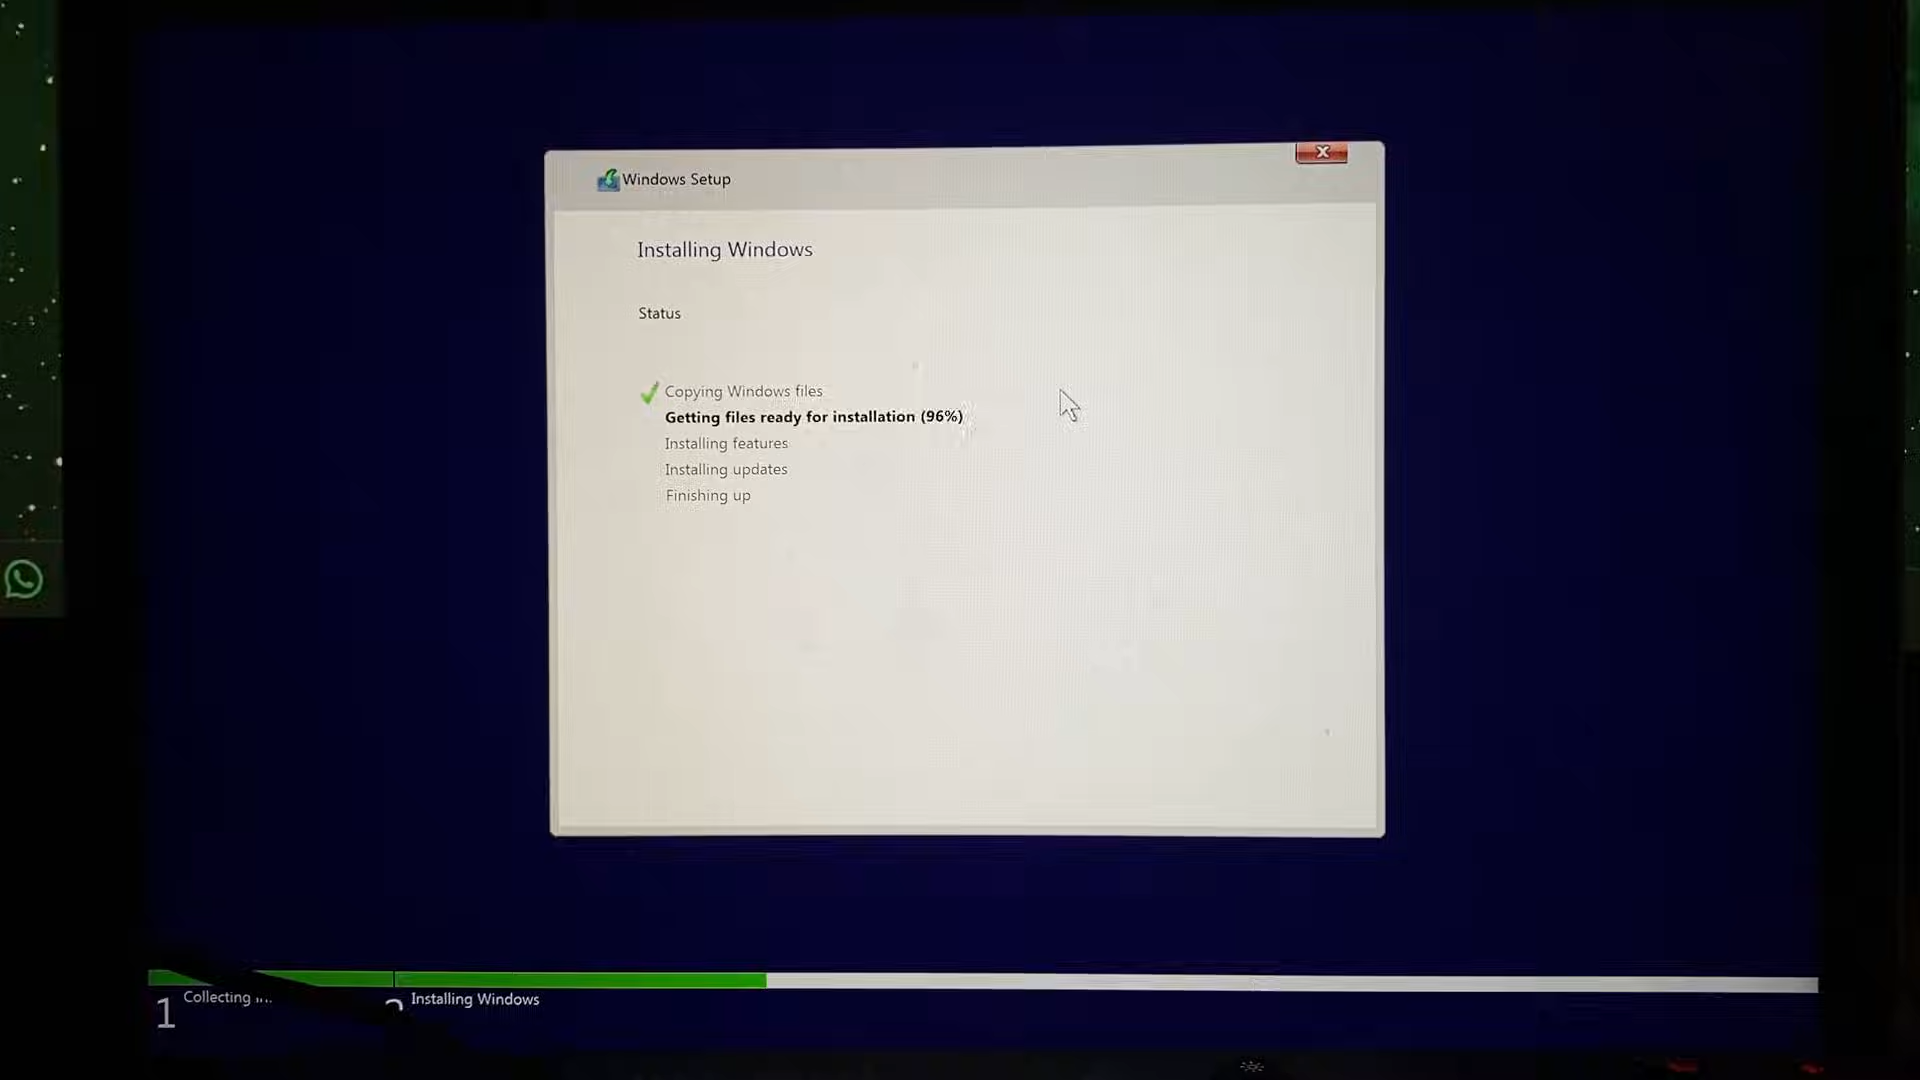 Windows Setup
Installing Windows
Status
Copying Windows files
Getting files ready for installation (96%)
Installing features
Installing updates
Finishing up
1 Collecting
Installing Windows